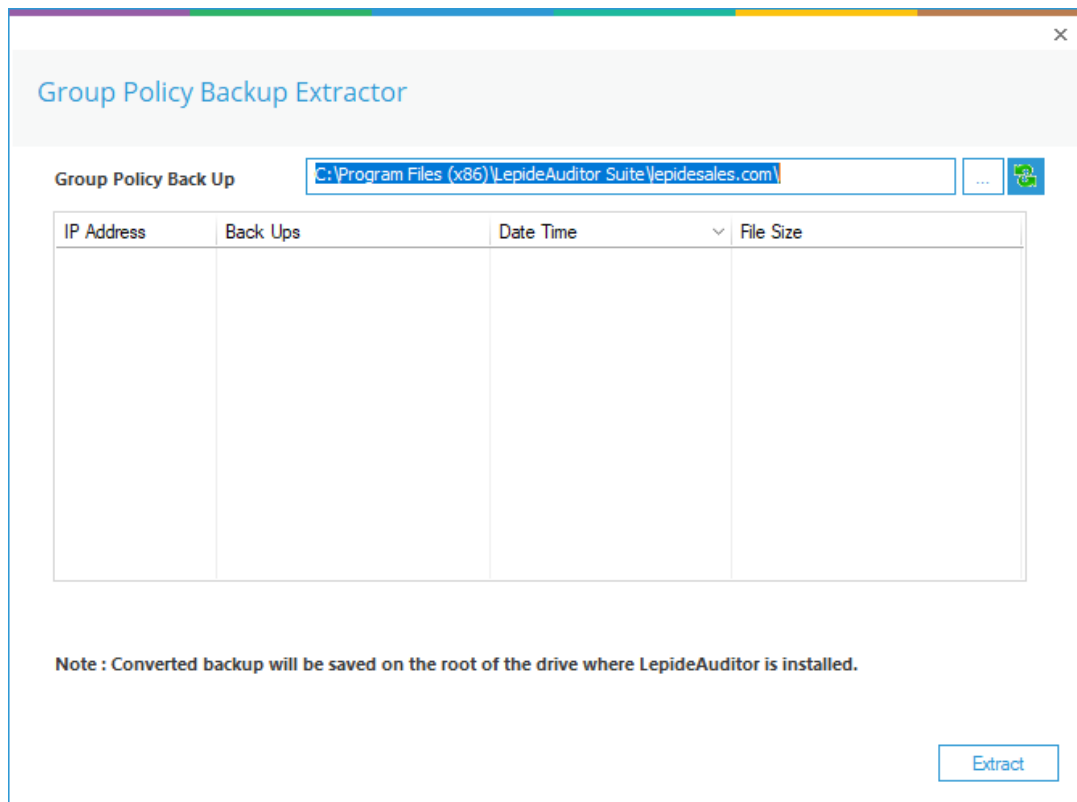 Group Policy Backup Extractor
Group Policy Back Up C:\Program Files (x86)\LepideAuditor Suite\lepidesales.com\ ...
IP Address Back Ups Date Time File Size
Note : Converted backup will be saved on the root of the drive where LepideAuditor is installed.
Extract